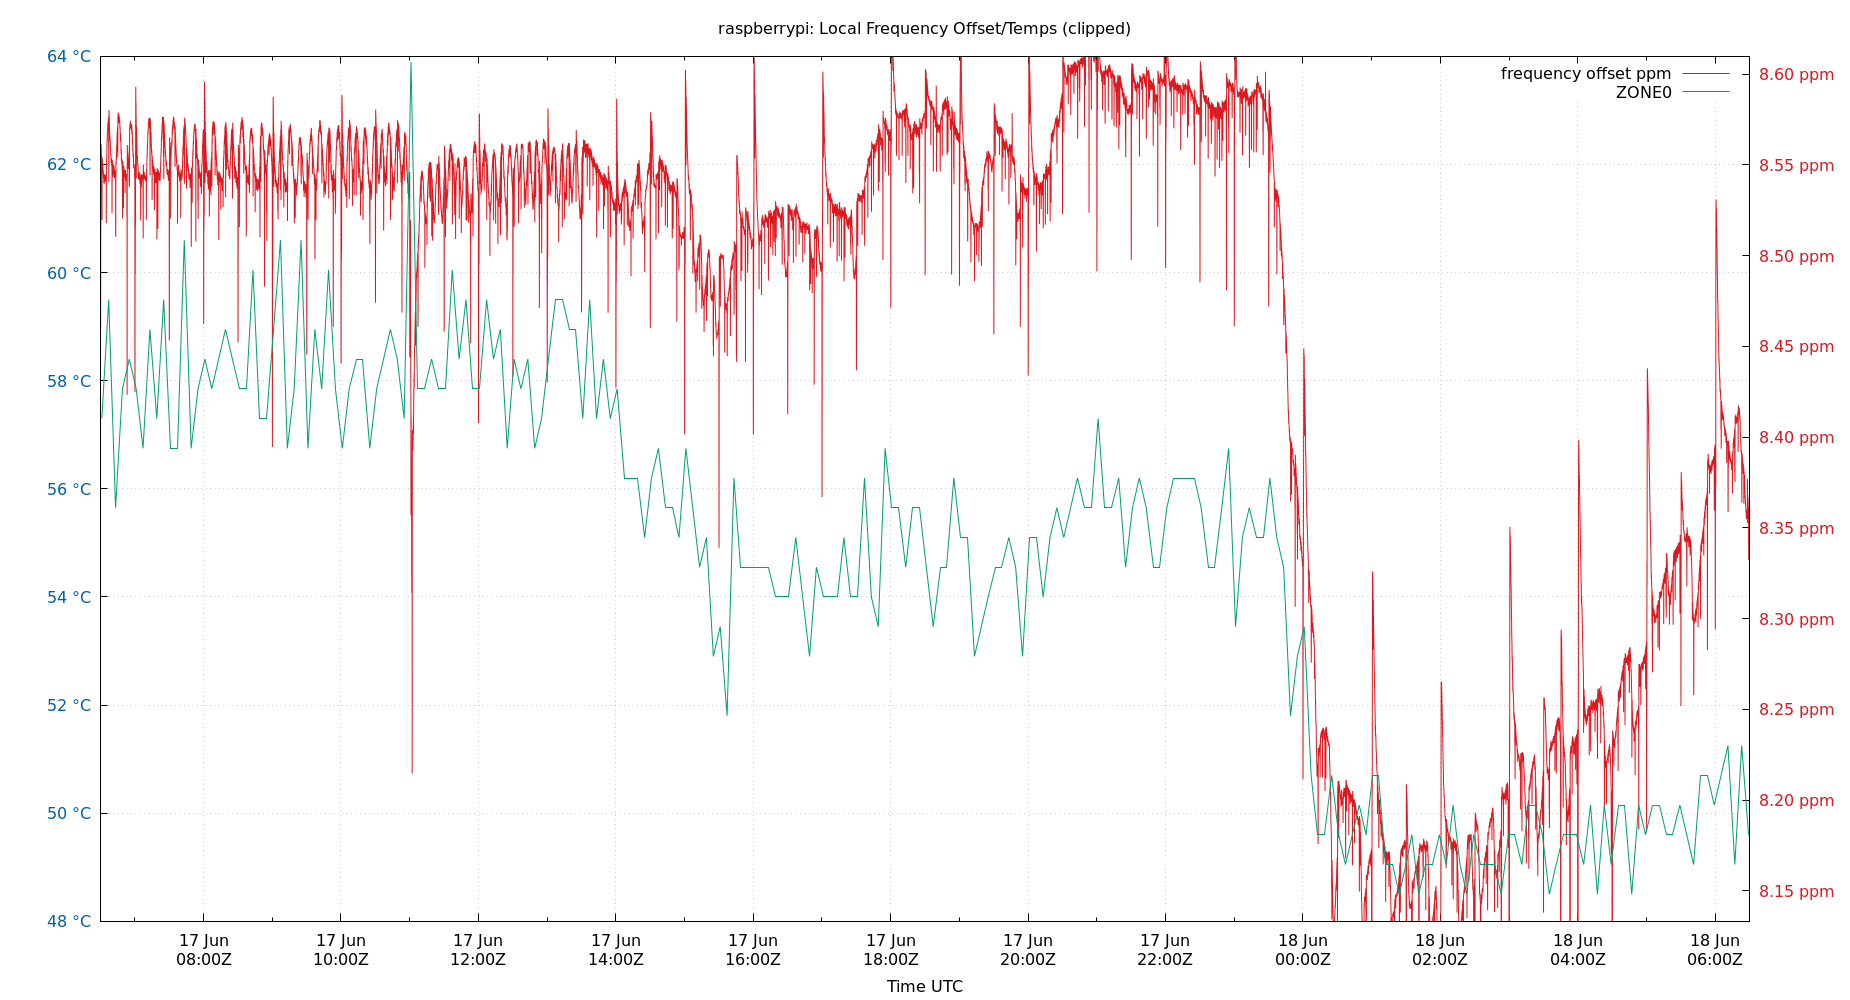 raspberrypi: Local Frequency Offset/Temps (clipped)
frequency offset ppm
ZONE0
64 °C
62 °C
60 °C
58 °C
56 °C
54 °C
52 °C
50 °C
48 °C
8.60 ppm
8.55 ppm
8.50 ppm
8.45 ppm
8.40 ppm
8.35 ppm
8.30 ppm
8.25 ppm
8.20 ppm
8.15 ppm
17 Jun
08:00Z
17 Jun
10:00Z
17 Jun
12:00Z
17 Jun
14:00Z
17 Jun
16:00Z
17 Jun
18:00Z
17 Jun
20:00Z
17 Jun
22:00Z
18 Jun
00:00Z
18 Jun
02:00Z
18 Jun
04:00Z
18 Jun
06:00Z
Time UTC